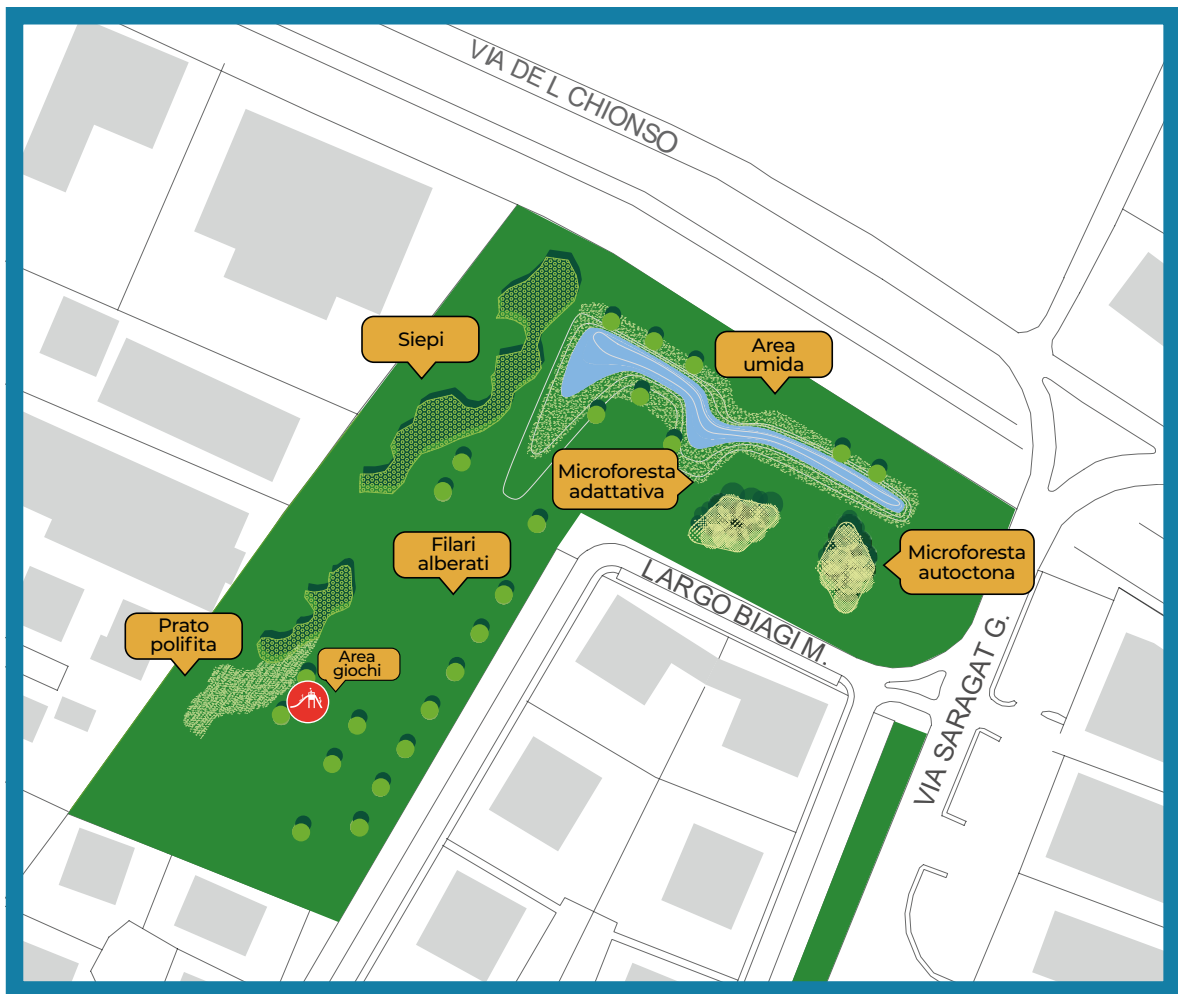 VIA DE L CHIONSO
Siepi
Area
umida
Microforesta
adattativa
Filari
alberati
Microforesta
autoctona
LARGO BIAGI M.
Prato
polifita
Area
giochi
VIA SARAGAT G.